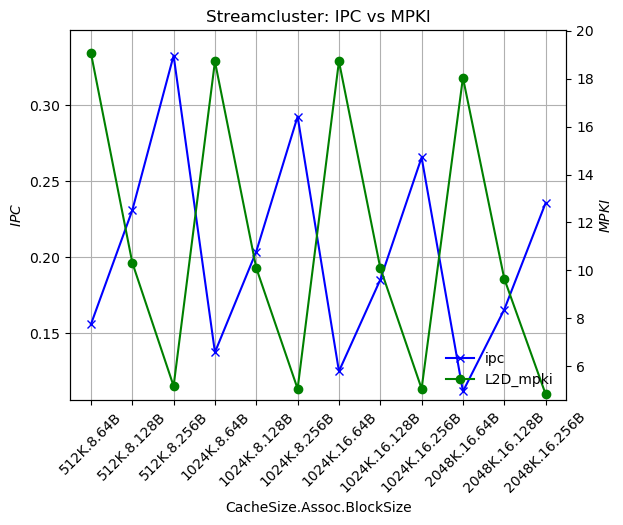 Streamcluster: IPC vs MPKI
IPC
0.30
0.25
0.20
0.15
20
18
16
14
12
10
8
6
MPKI
ipc
L2D_mpki
512K.8.64B
512K.8.128B
512K.8.256B
1024K.8.64B
1024K.8.128B
1024K.8.256B
1024K.16.64B
1024K.16.128B
1024K.16.256B
2048K.16.64B
2048K.16.128B
2048K.16.256B
CacheSize.Assoc.BlockSize